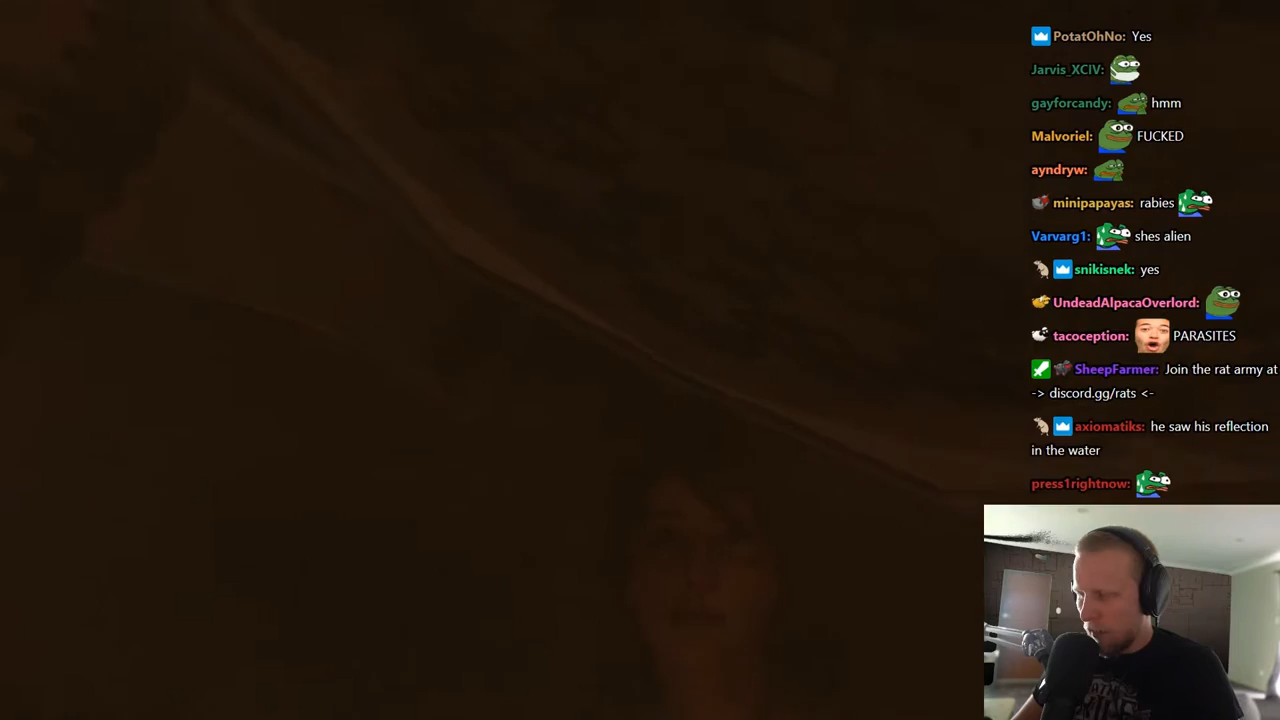 PotatOhNo: Yes
Jarvis_XCIV:
gayforcandy: hmm
Malvoriel: FUCKED
ayndryw:
minipapayas: rabies
Varvarg1: shes alien
snikisnek: yes
UndeadAlpacaOverlord:
tacoception: PARASITES
SheepFarmer: Join the rat army at
-> discord.gg/rats <-
axiomatiks: he saw his reflection
in the water
press1rightnow: